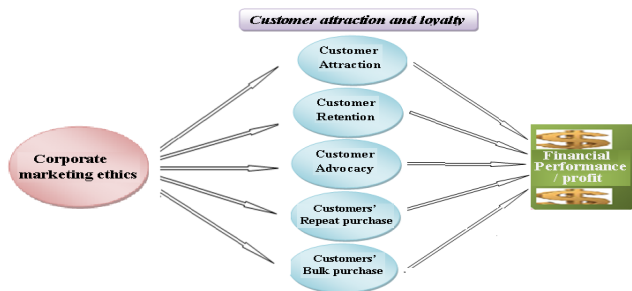 Customer attraction and loyalty
Customer
Attraction
Customer
Retention
Corporate
marketing ethics
Customer
Advocacy
Customers'
Repeat purchase
Customers'
Bulk purchase
Financial
Performance
/ profit